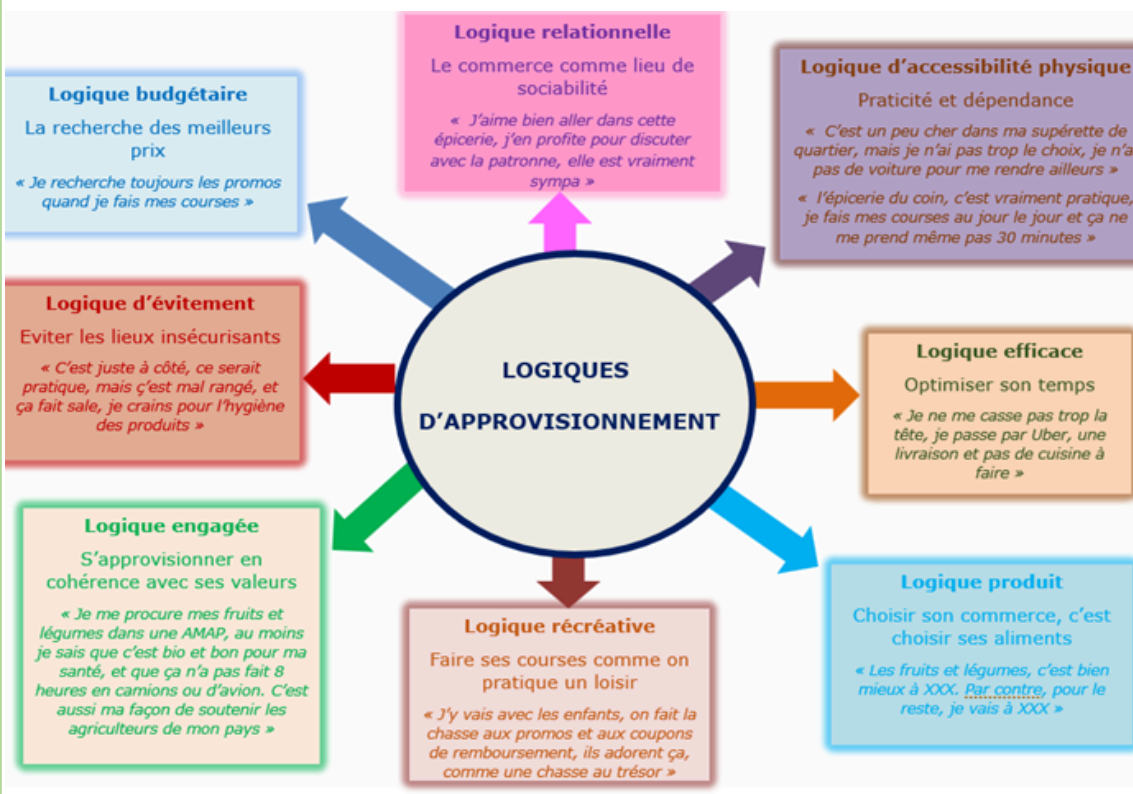 Logique relationnelle
Le commerce comme lieu de
sociabilité
« J'aime bien aller dans cette
épicerie, j'en profite pour discuter
avec la patronne, elle est vraiment
sympa »
Logique budgétaire
La recherche des meilleurs
prix
« Je recherche toujours les promos
quand je fais mes courses »
Logique d'accessibilité physique
Praticité et dépendance
« C'est un peu cher dans ma supérette de
quartier, mais je n'ai pas trop le choix, je n'a
pas de voiture pour me rendre ailleurs »
« l'épicerie du coin, c'est vraiment pratique,
je fais mes courses au jour le jour et ça ne
me prend même pas 30 minutes »
Logique d'évitement
Eviter les lieux insécurisants
« C'est juste à côté, ce serait
pratique, mais ç'est mal rangé, et
ça fait sale, je crains pour l'hygiène
des produits »
LOGIQUES
D'APPROVISIONNEMENT
Logique efficace
Optimiser son temps
« Je ne me casse pas trop la
tête, je passe par Uber, une
livraison et pas de cuisine à
faire »
Logique engagée
S'approvisionner en
cohérence avec ses valeurs
« Je me procure mes fruits et
légumes dans une AMAP, au moins
je sais que c'est bio et bon pour ma
santé, et que ça n'a pas fait 8
heures en camions ou d'avion. C'est
aussi ma façon de soutenir les
agriculteurs de mon pays »
Logique récréative
Faire ses courses comme on
pratique un loisir
« J'y vais avec les enfants, on fait la
chasse aux promos et aux coupons
de remboursement, ils adorent ça,
comme une chasse au trésor »
Logique produit
Choisir son commerce, c'est
choisir ses aliments
« Les fruits et légumes, c'est bien
mieux à XXX. Par contre, pour le
reste, je vais à XXX »